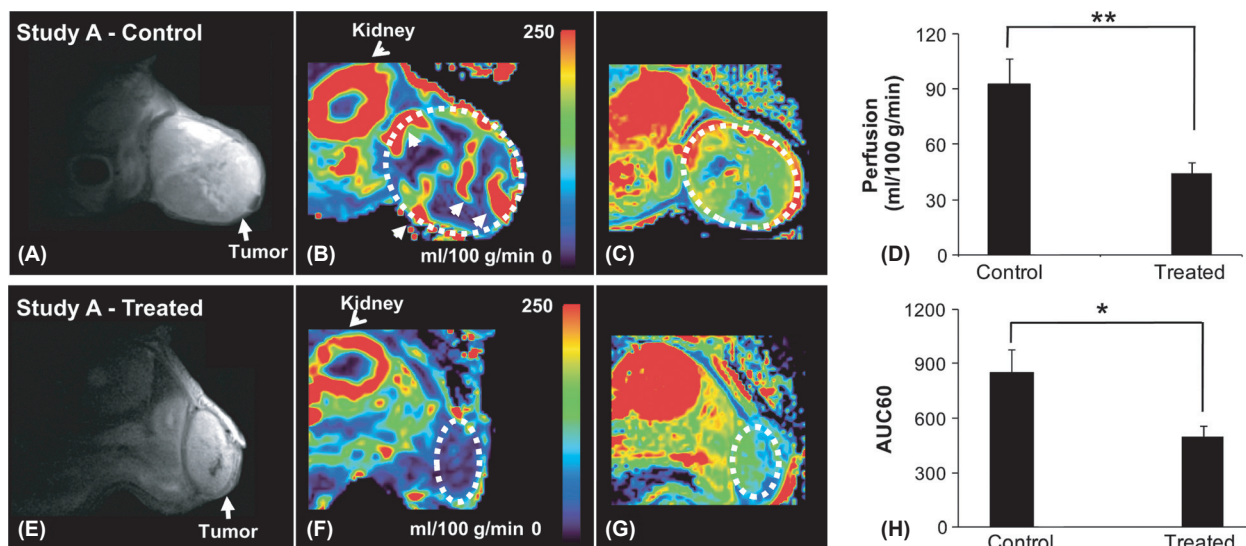 Study A - Control
(A)
Tumor
Kidney
250
(B)
ml/100 g/min 0
(C)
120
90
60
30
0
Perfusion
(ml/100 g/min)
**
(D)
Control
Treated
Study A - Treated
(E)
Tumor
Kidney
250
(F)
ml/100 g/min 0
(G)
1200
900
600
300
0
AUC60
*
(H)
Control
Treated